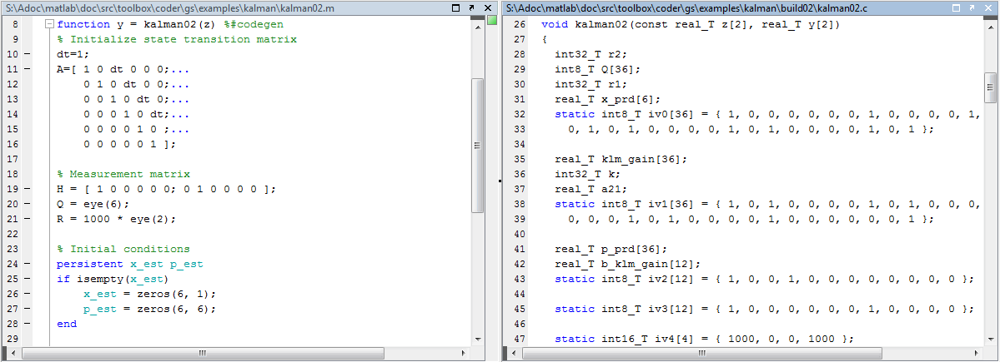 S:\Adoc\matlab\doc\src\toolbox\coder\gs\examples\kalman\kalman02.m
8 function y = kalman02(z) %#codegen
9 % Initialize state transition matrix
10 – dt=1;
11 – A=[ 1 0 dt 0 0 0;...
12 0 1 0 dt 0 0;...
13 0 0 1 0 dt 0;...
14 0 0 0 1 0 dt;...
15 0 0 0 0 1 0 ;...
16 0 0 0 0 0 1 ];
17
18 % Measurement matrix
19 – H = [ 1 0 0 0 0 0; 0 1 0 0 0 0 ];
20 – Q = eye(6);
21 – R = 1000 * eye(2);
22
23 % Initial conditions
24 – persistent x_est p_est
25 – if isempty(x_est)
26 – x_est = zeros(6, 1);
27 – p_est = zeros(6, 6);
28 – end
29
S:\Adoc\matlab\doc\src\toolbox\coder\gs\examples\kalman\build02\kalman02.c
26 void kalman02(const real_T z[2], real_T y[2])
27 {
28 int32_T r2;
29 int8_T Q[36];
30 int32_T r1;
31 real_T x_prd[6];
32 static int8_T iv0[36] = { 1, 0, 0, 0, 0, 0, 0, 1, 0, 0, 0, 0, 1,
33 0, 1, 0, 1, 0, 0, 0, 0, 1, 0, 1, 0, 0, 0, 0, 1, 0, 1 };
34
35 real_T klm_gain[36];
36 int32_T k;
37 real_T a21;
38 static int8_T iv1[36] = { 1, 0, 1, 0, 0, 0, 0, 1, 0, 1, 0, 0, 0,
39 0, 0, 0, 1, 0, 1, 0, 0, 0, 0, 1, 0, 0, 0, 0, 0, 0, 1 };
40
41 real_T p_prd[36];
42 real_T b_klm_gain[12];
43 static int8_T iv2[12] = { 1, 0, 0, 1, 0, 0, 0, 0, 0, 0, 0, 0 };
44
45 static int8_T iv3[12] = { 1, 0, 0, 0, 0, 0, 0, 1, 0, 0, 0, 0 };
46
47 static int16_T iv4[4] = { 1000, 0, 0, 1000 };